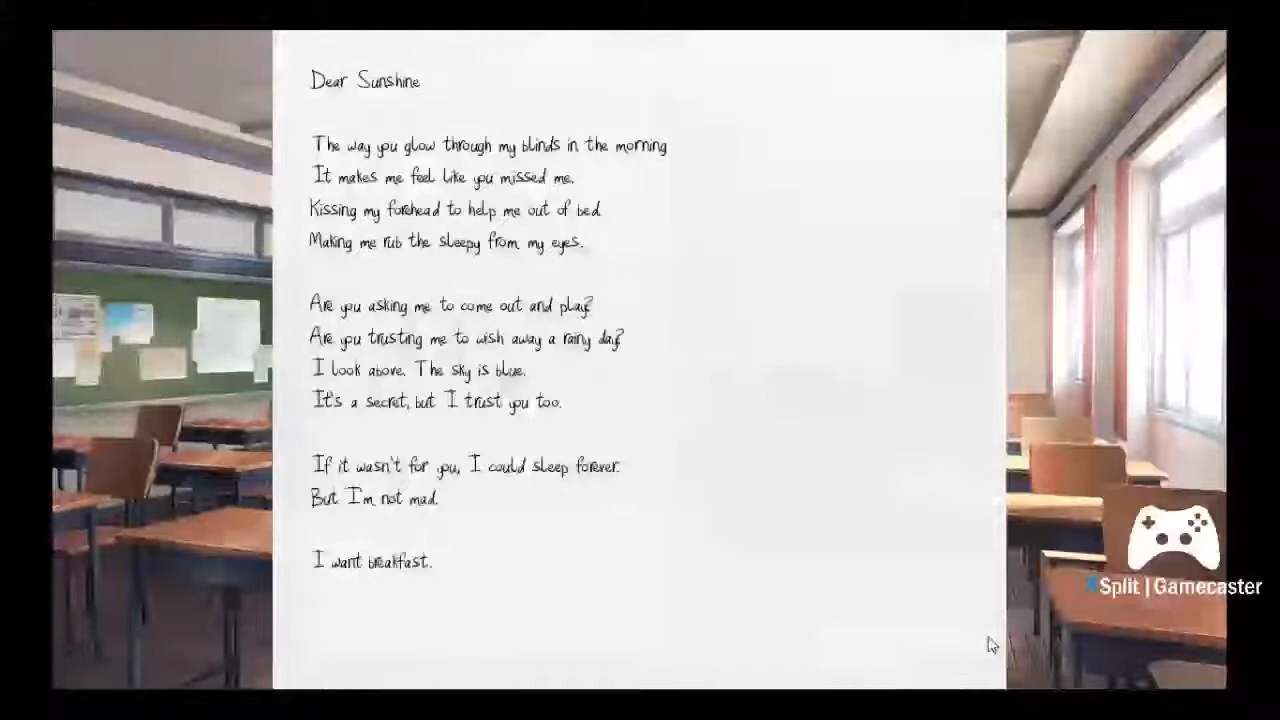 Dear Sunshine
The way you glow through my blinds in the morning
It makes me feel like you missed me.
Kissing my forehead to help me out of bed.
Making me rub the sleepy from my eyes.
Are you asking me to come out and play?
Are you trusting me to wish away a rainy day?
I look above. The sky is blue.
It's a secret, but I trust you too.
If it wasn't for you, I could sleep forever.
But I'm not mad.
I want breakfast.
XSplit | Gamecaster